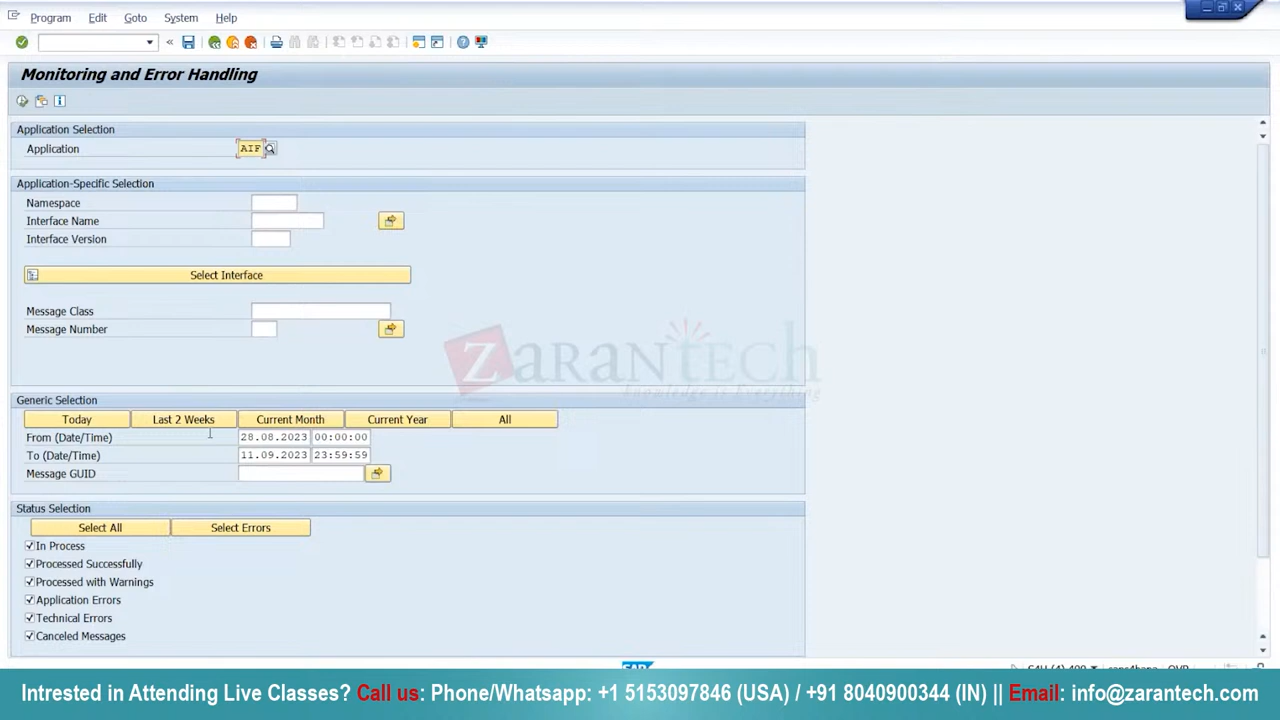 Program Edit Goto System Help
Monitoring and Error Handling
Application Selection
Application AIF
Application-Specific Selection
Namespace
Interface Name
Interface Version
Select Interface
Message Class
Message Number
zarantech
Knowledge is Everything
Generic Selection
Today Last 2 Weeks Current Month Current Year All
From (Date/Time) 28.08.2023 00:00:00
To (Date/Time) 11.09.2023 23:59:59
Message GUID
Status Selection
Select All Select Errors
In Process
Processed Successfully
Processed with Warnings
Application Errors
Technical Errors
Canceled Messages
Intrested in Attending Live Classes? Call us: Phone/Whatsapp: +1 5153097846 (USA) / +91 8040900344 (IN) || Email: info@zarantech.com